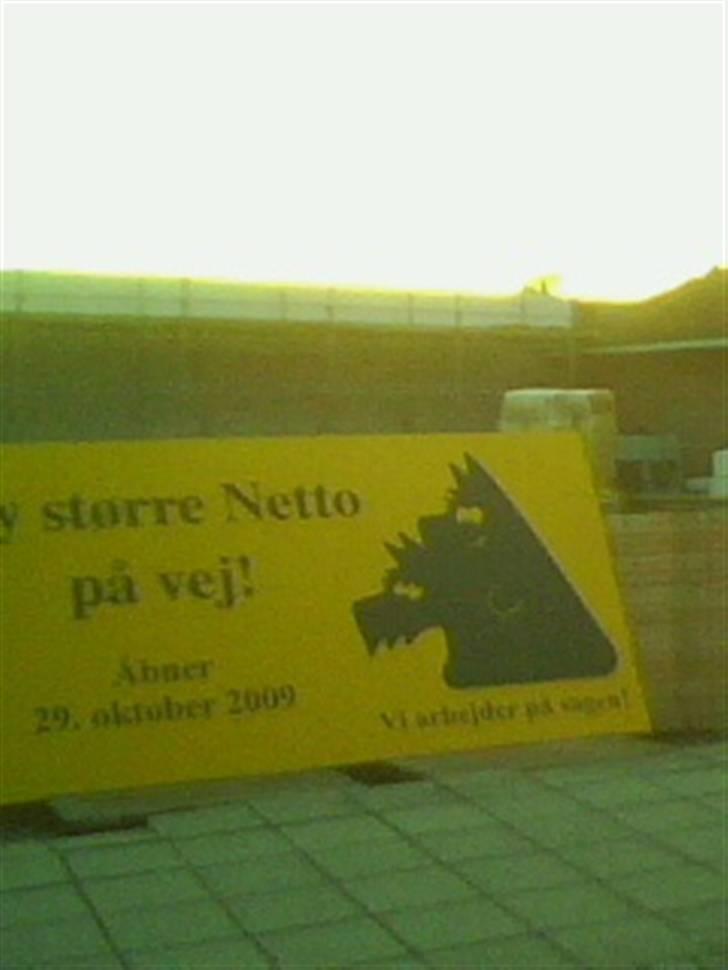 y større Netto
på vej!
Åbner
29. oktober 2009
Vi arbejder på sagen!